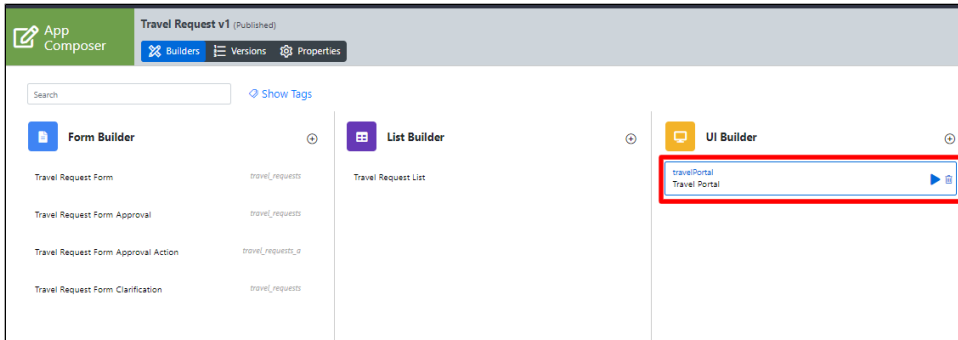 App
Composer
Travel Request v1 (Published)
Builders Versions Properties
Search
Show Tags
Form Builder
Travel Request Form travel_requests
Travel Request Form Approval travel_requests
Travel Request Form Approval Action travel_requests_a
Travel Request Form Clarification travel_requests
List Builder
Travel Request List
UI Builder
travelPortal
Travel Portal